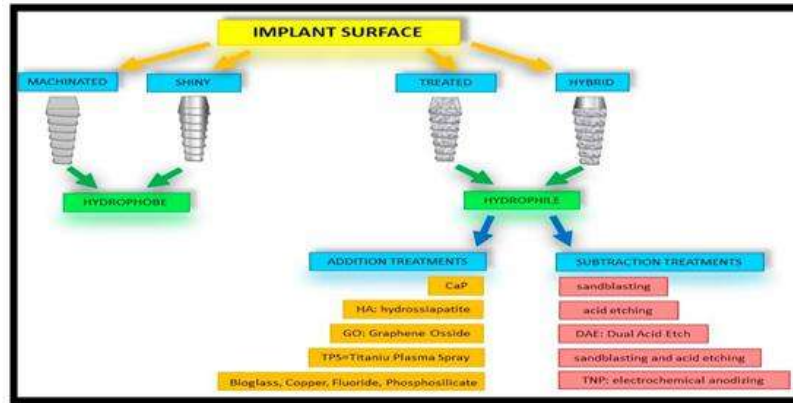 IMPLANT SURFACE
MACHINATED
SHINY
TREATED
HYBRID
HYDROPHOBE
HYDROPHILE
ADDITION TREATMENTS
SUBTRACTION TREATMENTS
CaP
sandblasting
HA: hydrossiapatite
acid etching
GO: Graphene Osside
DAE: Dual Acid Etch
TPS=Titaniu Plasma Spray
sandblasting and acid etching
Bioglass, Copper, Fluoride, Phosphosilicate
TNP: electrochemical anodizing